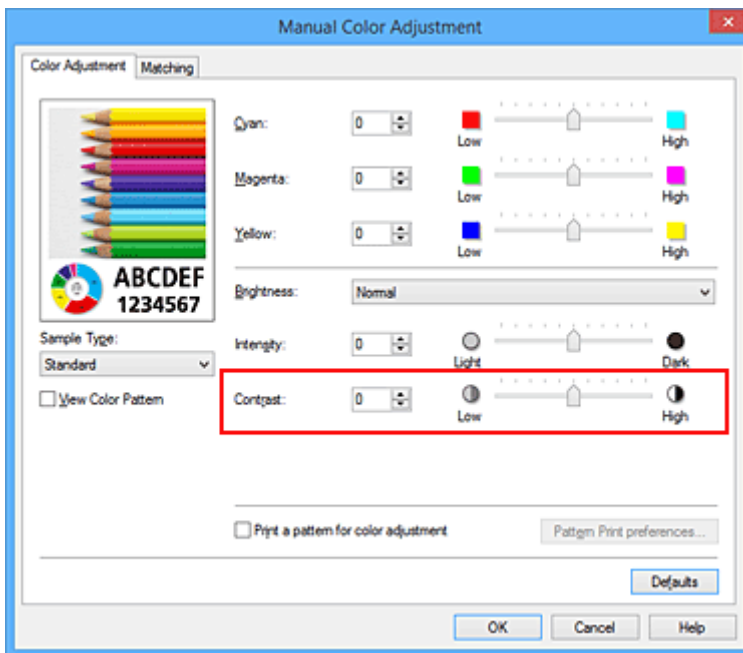 Manual Color Adjustment
Color Adjustment Matching
Cyan: 0 Low High
Magenta: 0 Low High
Yellow: 0 Low High
ABCDEF
1234567
Brightness: Normal
Sample Type:
Standard
Intensity: 0 Light Dark
View Color Pattern
Contrast: 0 Low High
Print a pattern for color adjustment Pattern Print preferences...
Defaults
OK Cancel Help